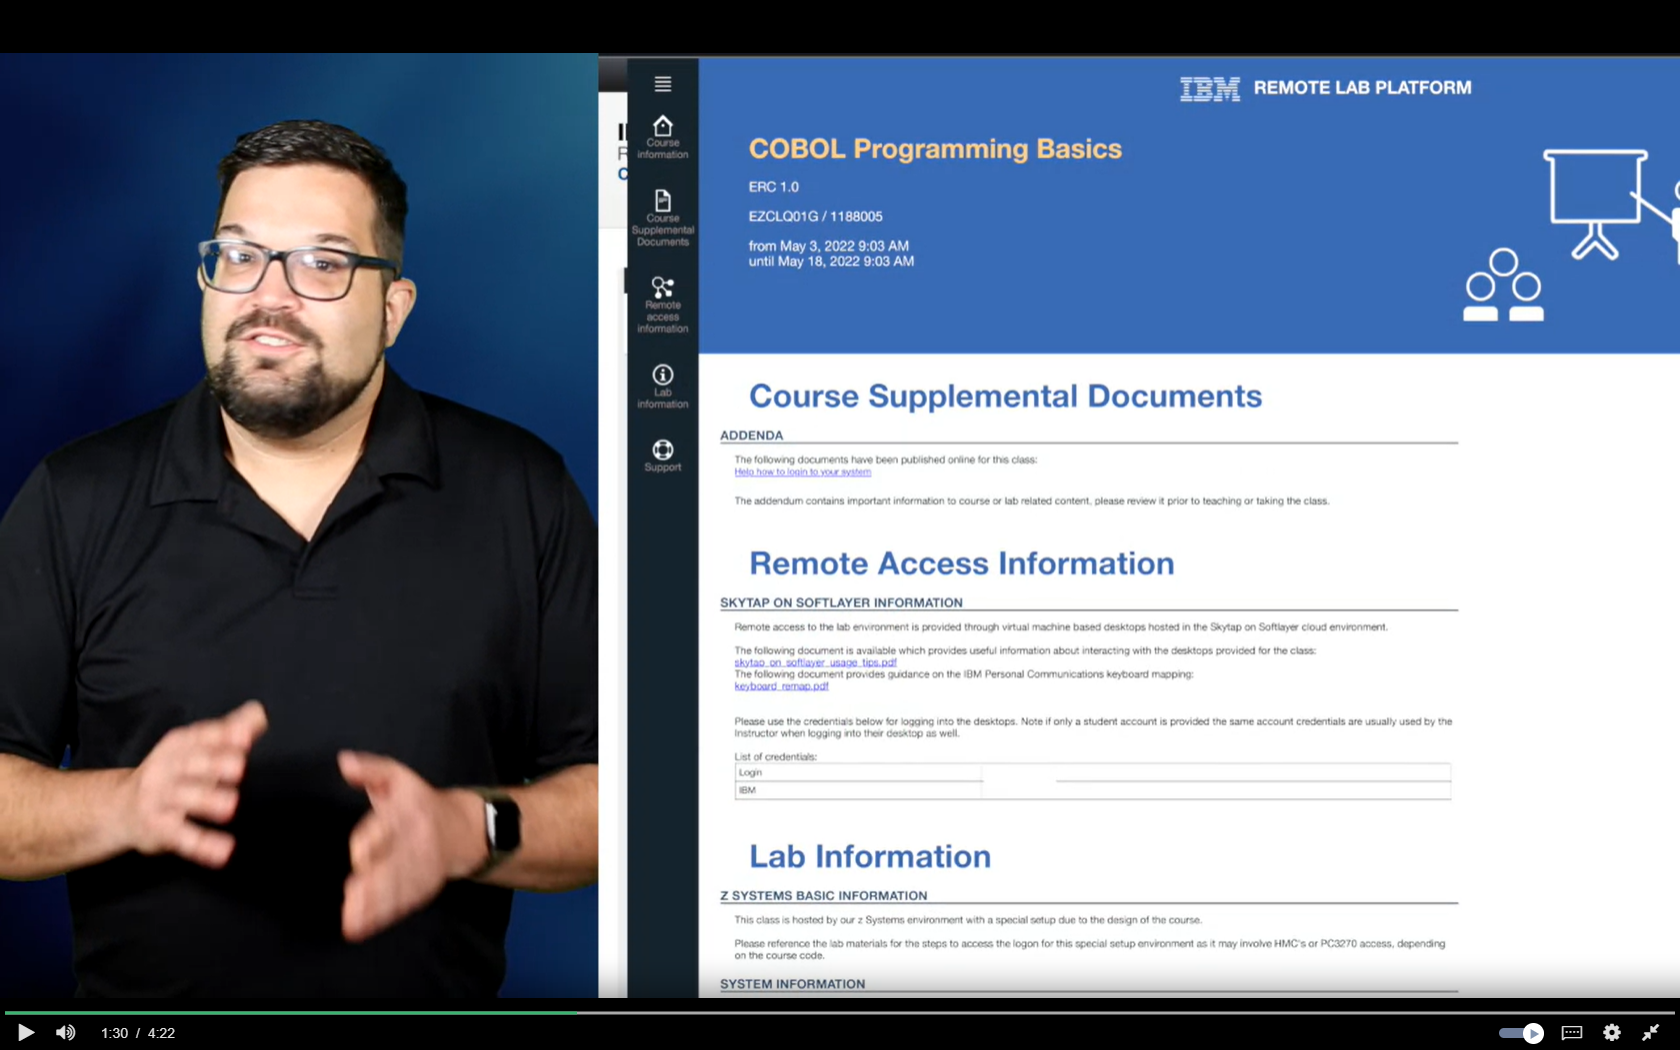 IBM REMOTE LAB PLATFORM
Course
information
Course
Supplemental
Documents
Remote
access
information
Lab
information
Support
COBOL Programming Basics
ERC 1.0
EZCLQ01G / 1188005
from May 3, 2022 9:03 AM
until May 18, 2022 9:03 AM
Course Supplemental Documents
ADDENDA
The following documents have been published online for this class:
Help how to login to your system
The addendum contains important information to course or lab related content, please review it prior to teaching or taking the class.
Remote Access Information
SKYTAP ON SOFTLAYER INFORMATION
Remote access to the lab environment is provided through virtual machine based desktops hosted in the Skytap on Softlayer cloud environment.
The following document is available which provides useful information about interacting with the desktops provided for the class:
skytap_on_softlayer_usage_tips.pdf
The following document provides guidance on the IBM Personal Communications keyboard mapping:
keyboard_remap.pdf
Please use the credentials below for logging into the desktops. Note if only a student account is provided the same account credentials are usually used by the
Instructor when logging into their desktop as well.
List of credentials:
Login
IBM
Lab Information
Z SYSTEMS BASIC INFORMATION
This class is hosted by our z Systems environment with a special setup due to the design of the course.
Please reference the lab materials for the steps to access the logon for this special setup environment as it may involve HMC's or PC3270 access, depending
on the course code.
SYSTEM INFORMATION
1:30 / 4:22